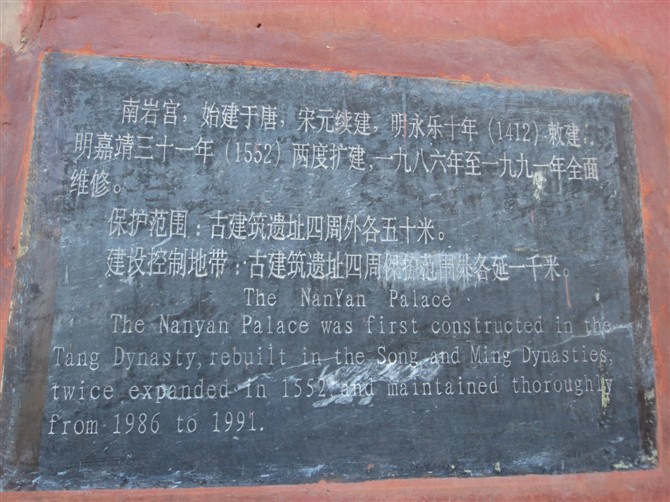 南岩宫，始建于唐，宋元续建，明永乐十年（1412）敕建，
明嘉靖三十一年（1552）两度扩建，一九八六年至一九九一年全面
维修。
保护范围：古建筑遗址四周外各五十米。
建设控制地带：古建筑遗址四周保护范围外各延一千米。
The NanYan Palace
The Nanyan Palace was first constructed in the
Tang Dynasty, rebuilt in the Song and Ming Dynasties,
twice expanded in 1552 and maintained thoroughly
from 1986 to 1991.